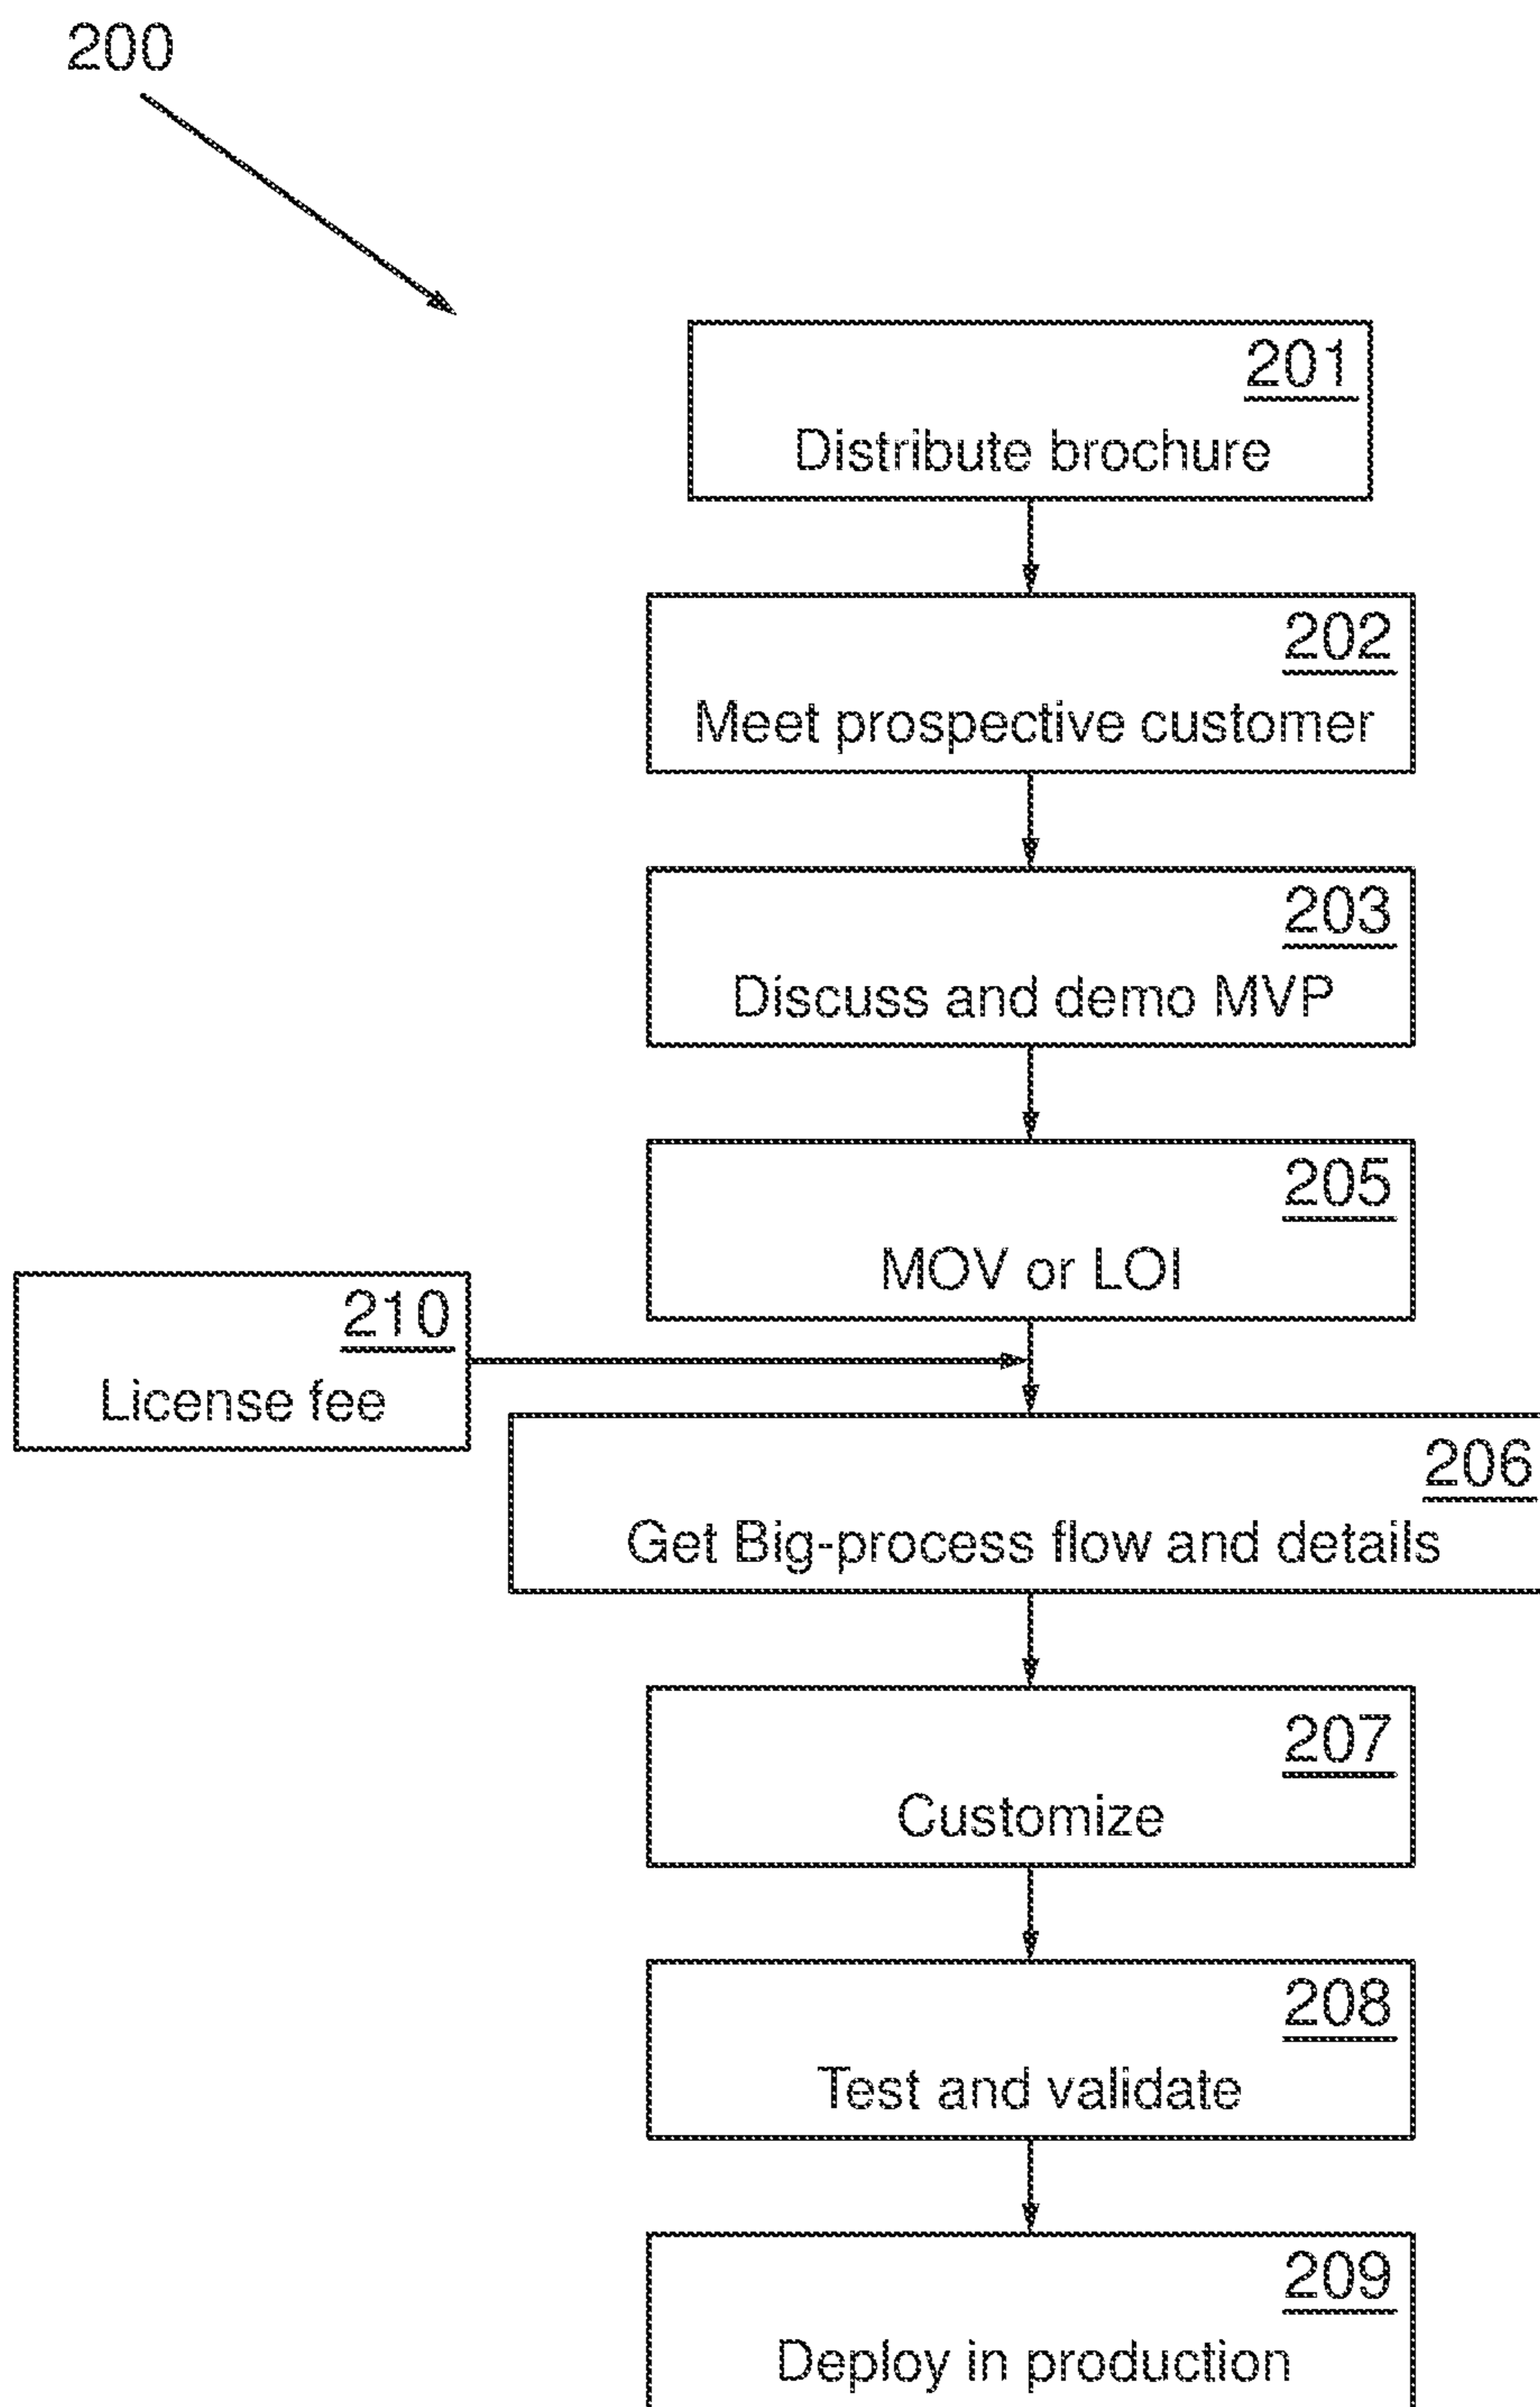 200
201
Distribute brochure
202
Meet prospective customer
203
Discuss and demo MVP
205
MOV or LOI
210
License fee
206
Get Big-process flow and details
207
Customize
208
Test and validate
209
Deploy in production